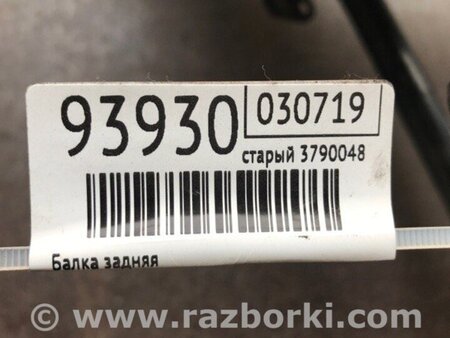 93930 030719
старый 3790048
Балка задняя
© www.razborki.com